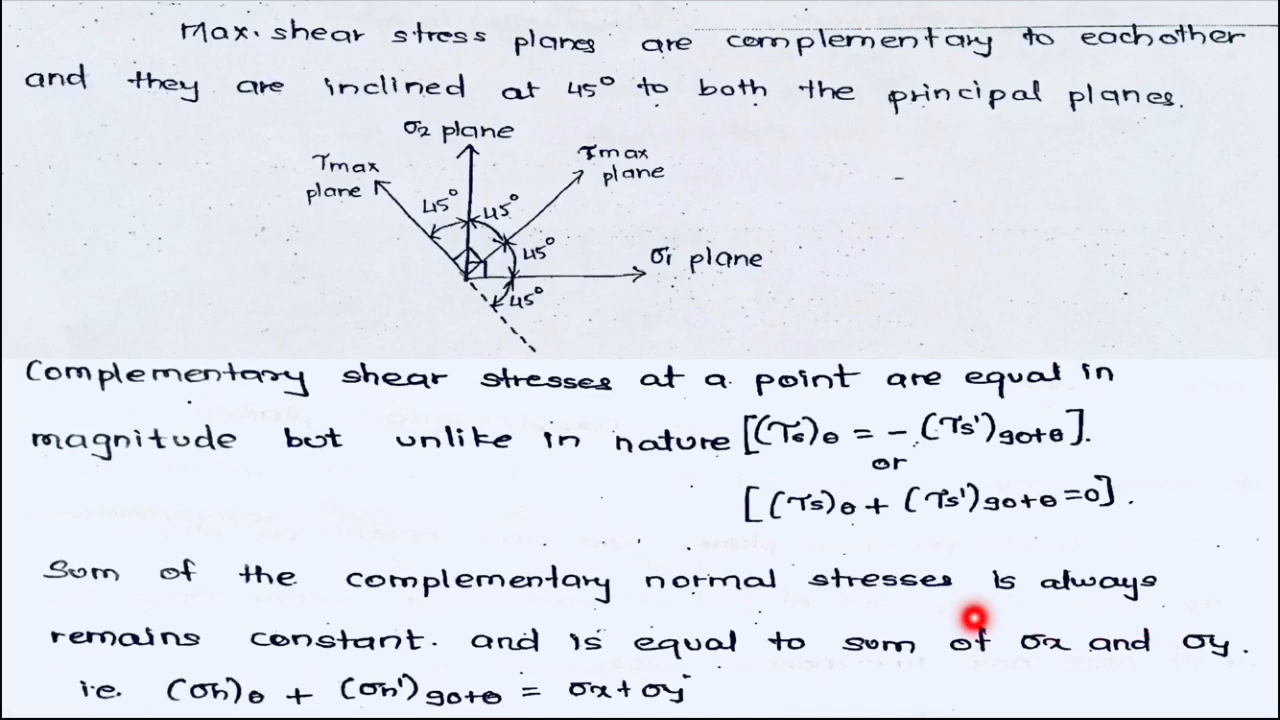 Max. shear stress planes are complementary to eachother
and they are inclined at 45° to both the principal planes.
σ2 plane
τmax
plane
τmax
plane
45°
45°
45°
σ1 plane
45°
Complementary shear stresses at a point are equal in
magnitude but unlike in nature [(τs)θ = - (τs')90+θ].
or
[(τs)θ + (τs')90+θ =0].
Sum of the complementary normal stresses is always
remains constant. and is equal to sum of σx and σy.
i.e. (σn)θ + (σn')90+θ = σx+σy